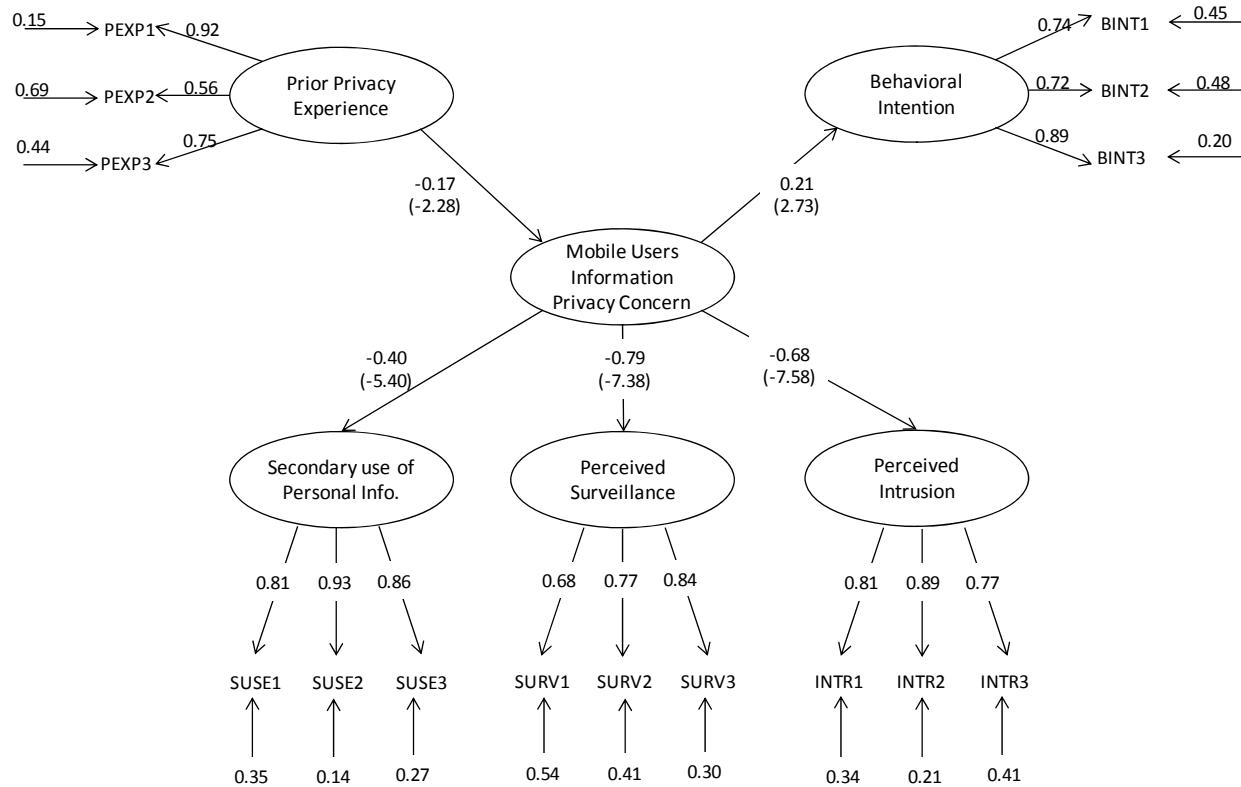 0.15
PEXP1
0.92
0.69
PEXP2
0.56
0.44
PEXP3
0.75
Prior Privacy
Experience
Behavioral
Intention
0.74
BINT1
0.45
0.72
BINT2
0.48
0.89
BINT3
0.20
-0.17
(-2.28)
0.21
(2.73)
Mobile Users
Information
Privacy Concern
-0.40
(-5.40)
-0.79
(-7.38)
-0.68
(-7.58)
Secondary use of
Personal Info.
Perceived
Surveillance
Perceived
Intrusion
0.81 0.93 0.86
0.68 0.77 0.84
0.81 0.89 0.77
SUSE1 SUSE2 SUSE3
SURV1 SURV2 SURV3
INTR1 INTR2 INTR3
0.35 0.14 0.27
0.54 0.41 0.30
0.34 0.21 0.41